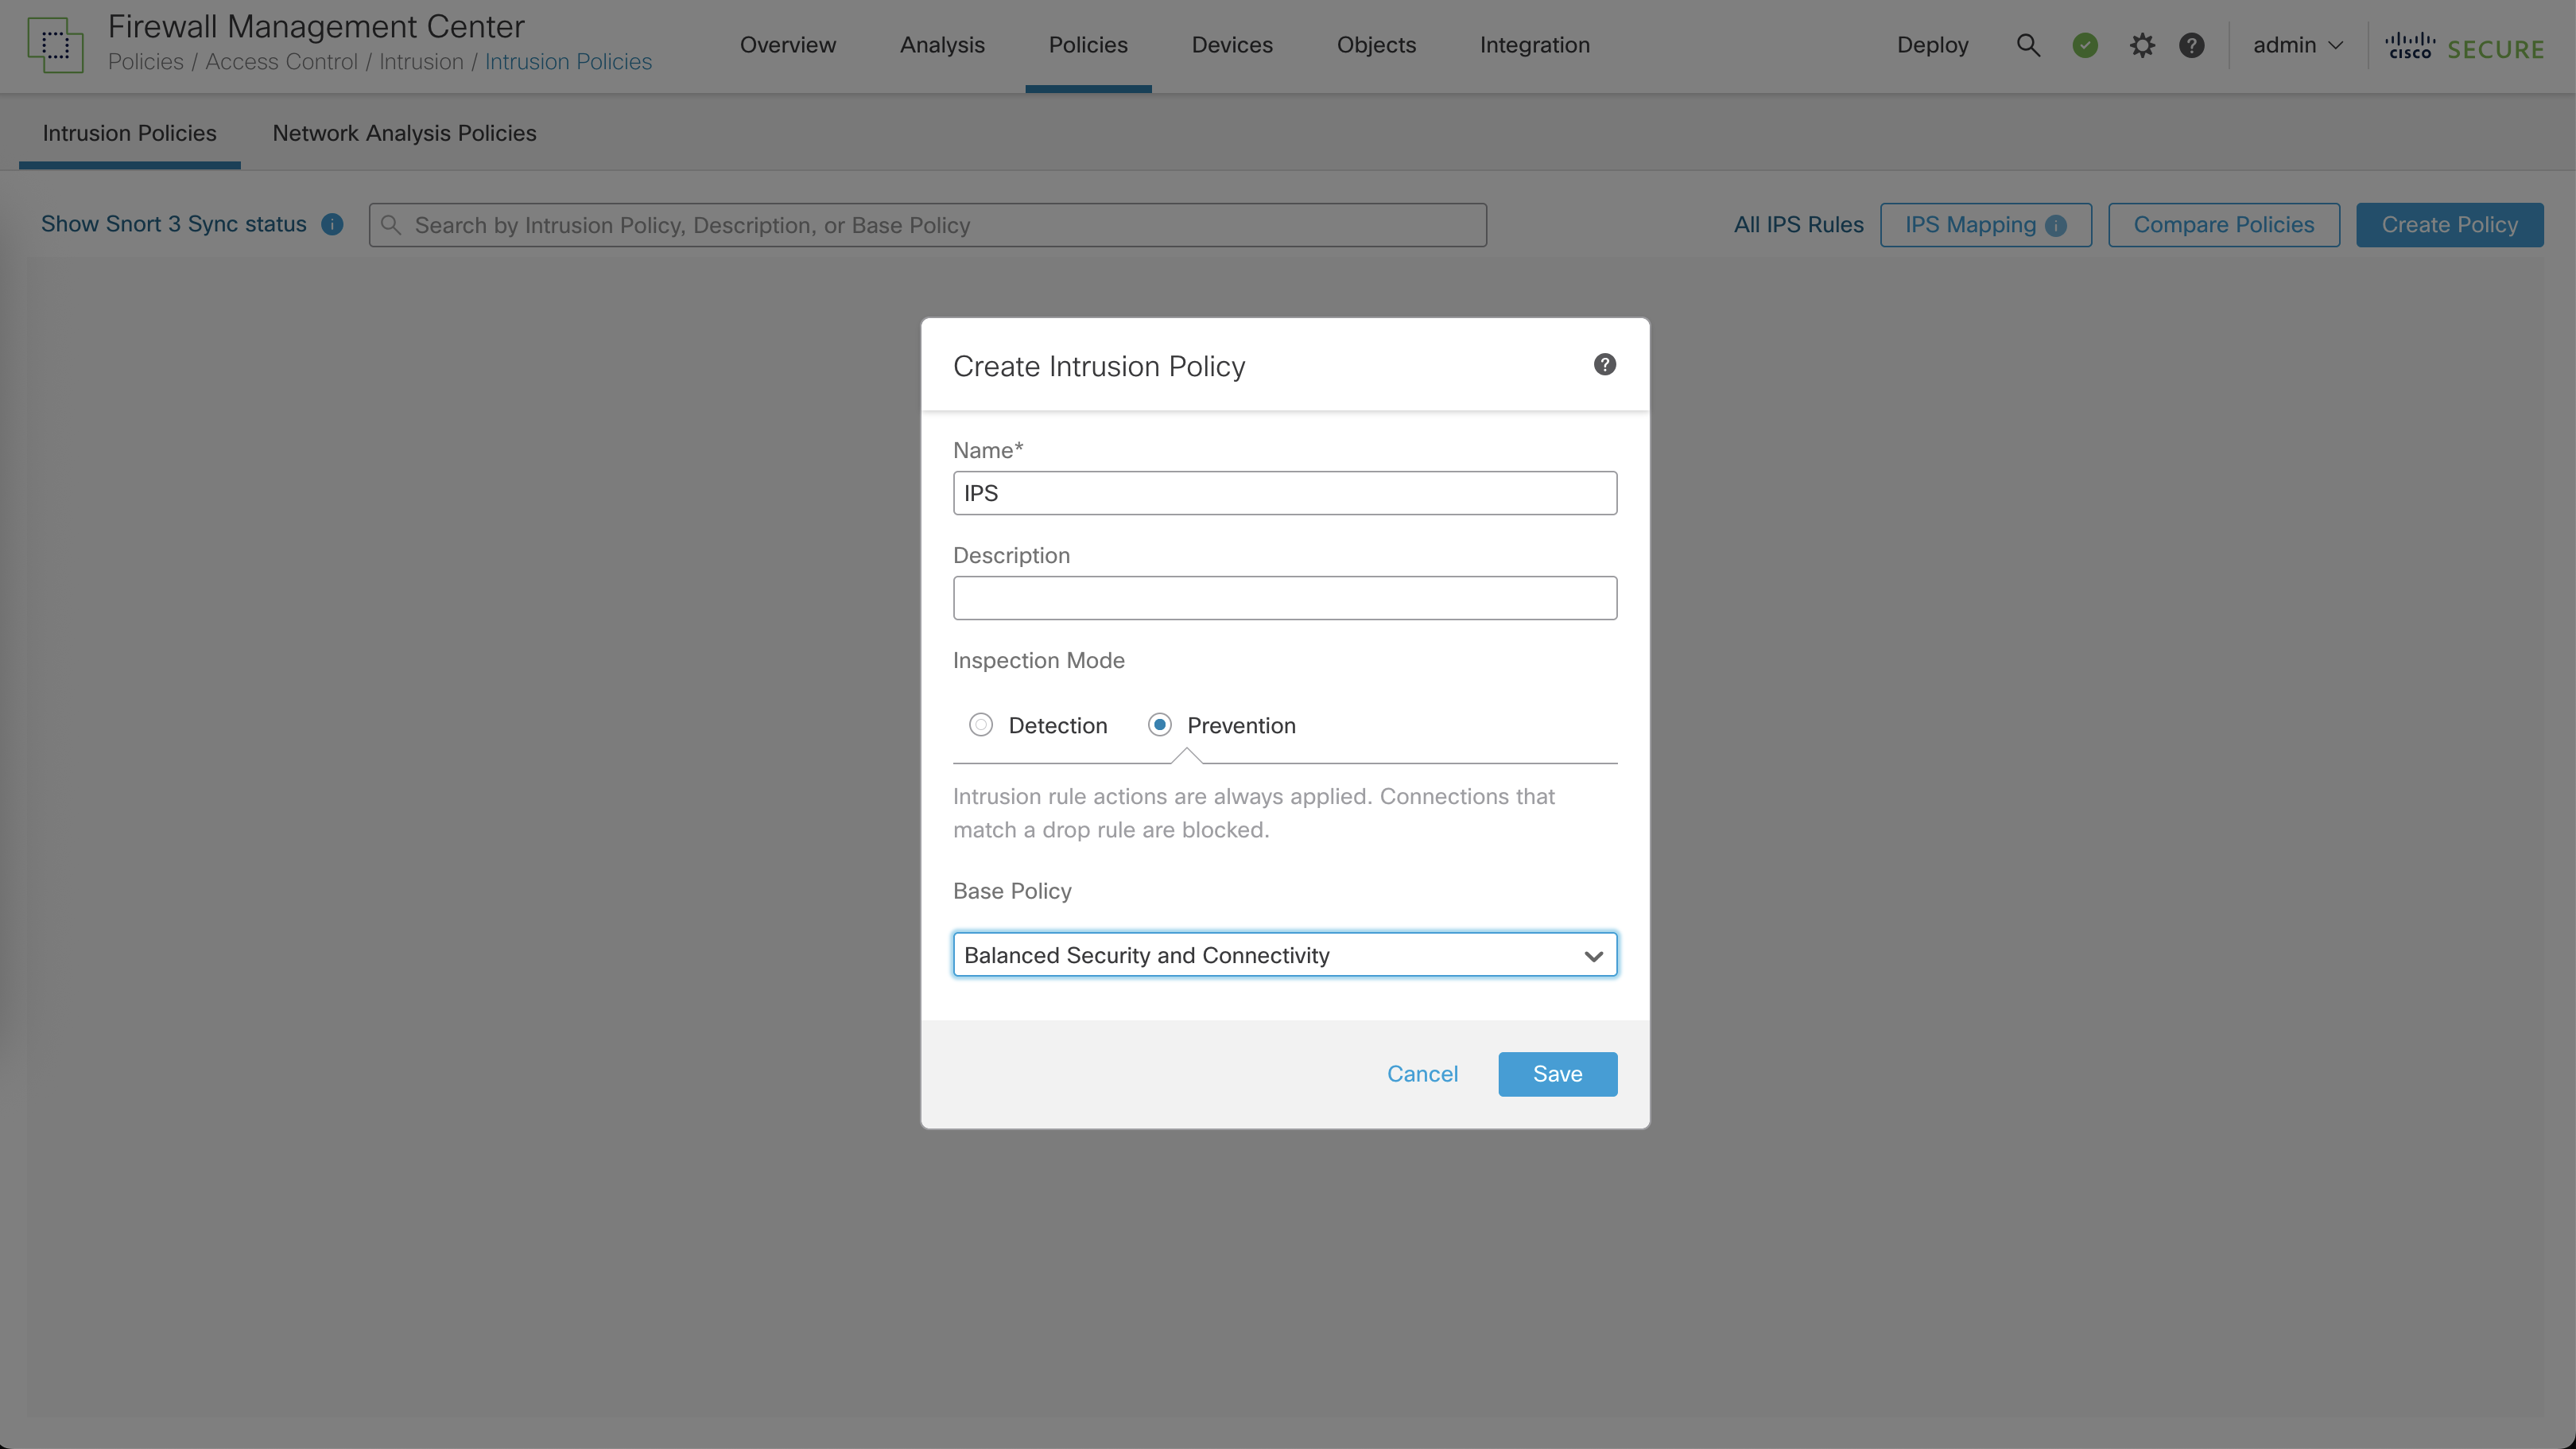 Firewall Management Center
Policies / Access Control / Intrusion / Intrusion Policies
Overview
Analysis
Policies
Devices
Objects
Integration
Deploy
admin
cisco SECURE
Intrusion Policies
Network Analysis Policies
Show Snort 3 Sync status
Search by Intrusion Policy, Description, or Base Policy
All IPS Rules
IPS Mapping
Compare Policies
Create Policy
Create Intrusion Policy
Name*
IPS
Description
Inspection Mode
Detection
Prevention
Intrusion rule actions are always applied. Connections that
match a drop rule are blocked.
Base Policy
Balanced Security and Connectivity
Cancel
Save